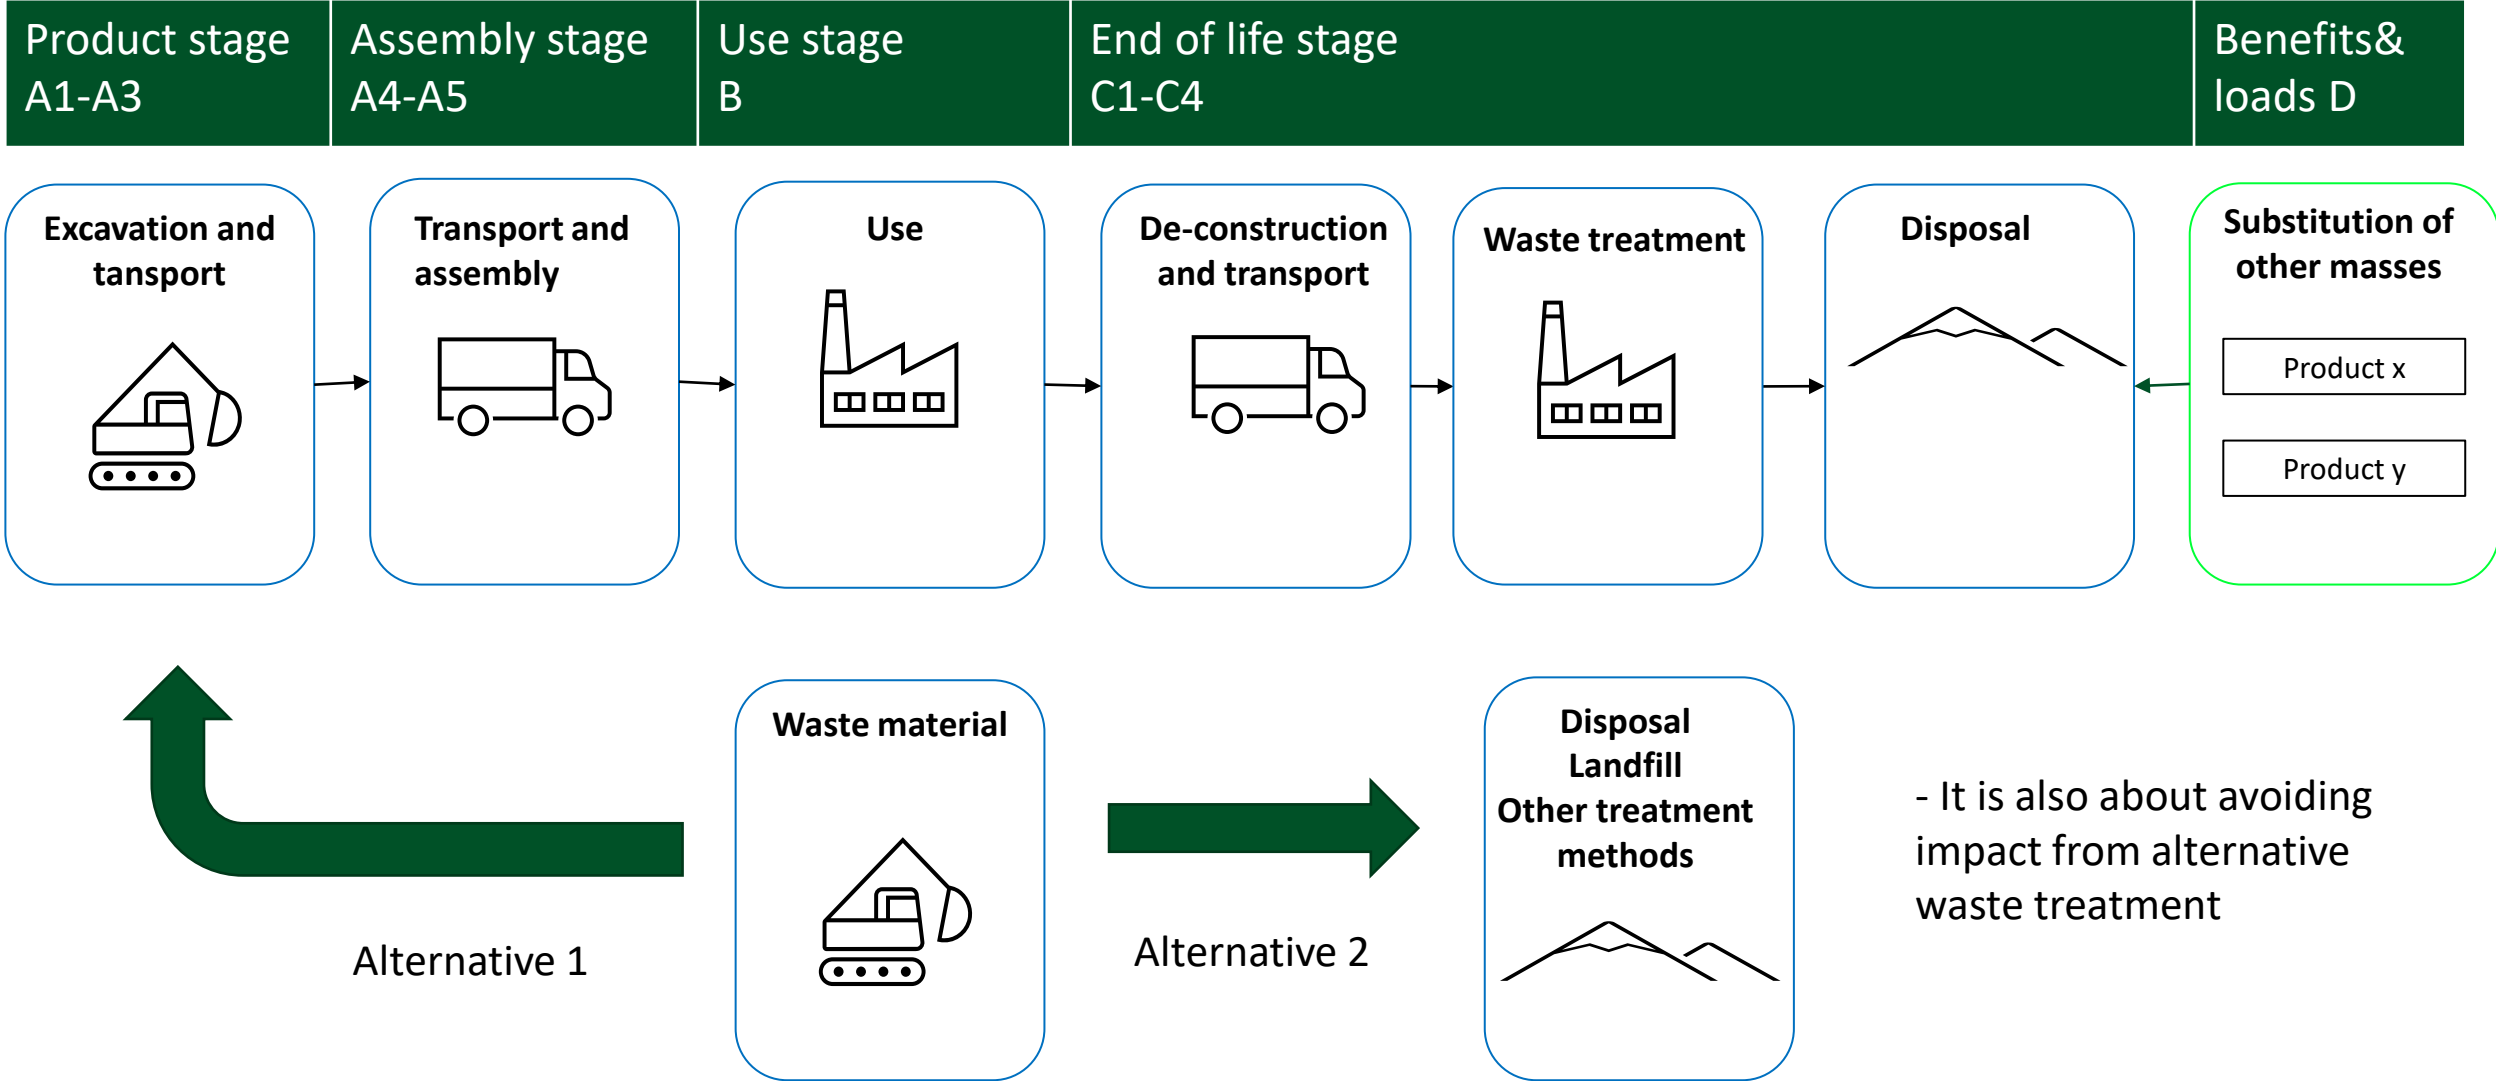 Product stage
A1-A3
Assembly stage
A4-A5
Use stage
B
End of life stage
C1-C4
Benefits&
loads D
Excavation and
tansport
Transport and
assembly
Use
De-construction
and transport
Waste treatment
Disposal
Substitution of
other masses
Product x
Product y
Waste material
Disposal
Landfill
Other treatment
methods
- It is also about avoiding
impact from alternative
waste treatment
Alternative 1
Alternative 2